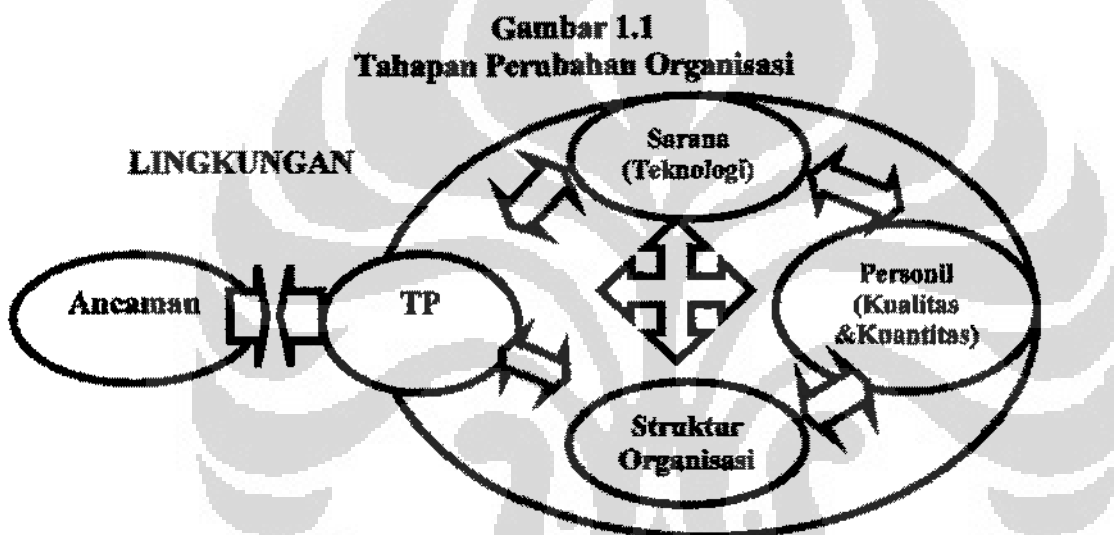 Gambar 1.1
Tahapan Perubahan Organisasi
LINGKUNGAN
Sarana
(Teknologi)
Ancaman
TP
Personil
(Kualitas
&Kuantitas)
Struktur
Organisasi